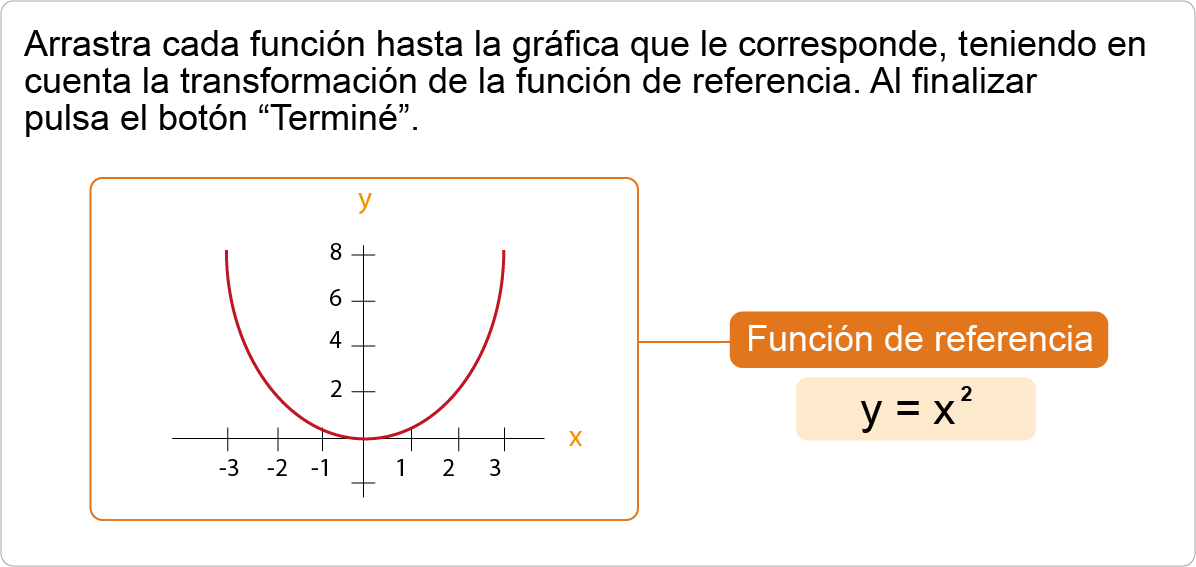 Arrastra cada función hasta la gráfica que le corresponde, teniendo en
cuenta la transformación de la función de referencia. Al finalizar
pulsa el botón “Terminé”.
y
8
6
4
2
x
-3 -2 -1 1 2 3
Función de referencia
y = x²